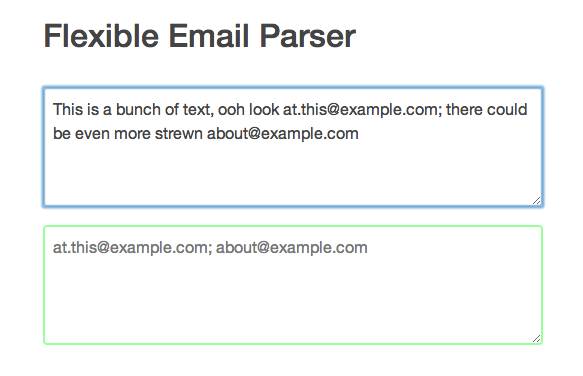 Flexible Email Parser
This is a bunch of text, ooh look at.this@example.com; there could
be even more strewn about@example.com
at.this@example.com; about@example.com